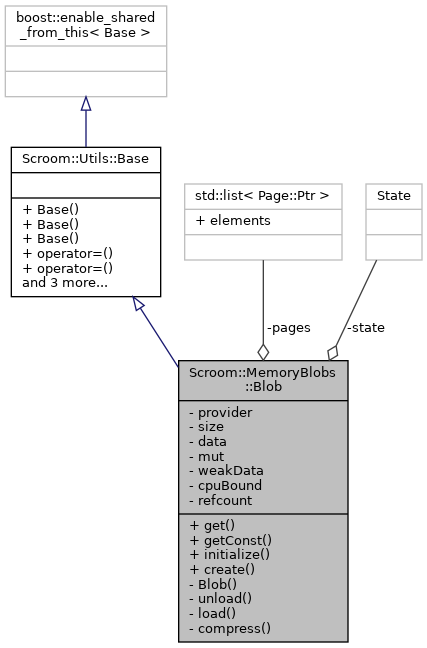 boost::enable_shared
_from_this< Base >
Scroom::Utils::Base
+ Base()
+ Base()
+ Base()
+ operator=()
+ operator=()
and 3 more...
std::list< Page::Ptr >
+ elements
State
-pages
-state
Scroom::MemoryBlobs
::Blob
- provider
- size
- data
- mut
- weakData
- cpuBound
- refcount
+ get()
+ getConst()
+ initialize()
+ create()
- Blob()
- unload()
- load()
- compress()